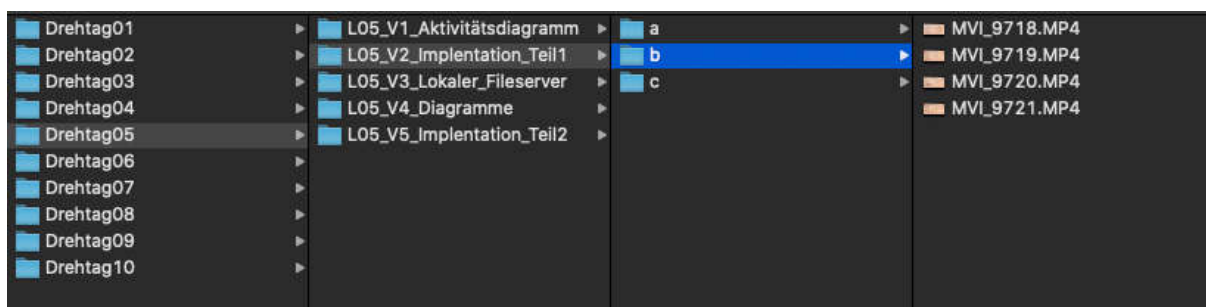 Drehtag01
Drehtag02
Drehtag03
Drehtag04
Drehtag05
Drehtag06
Drehtag07
Drehtag08
Drehtag09
Drehtag10
L05_V1_Aktivitätsdiagramm
L05_V2_Implentation_Teil1
L05_V3_Lokaler_Fileserver
L05_V4_Diagramme
L05_V5_Implentation_Teil2
a
b
c
MVI_9718.MP4
MVI_9719.MP4
MVI_9720.MP4
MVI_9721.MP4